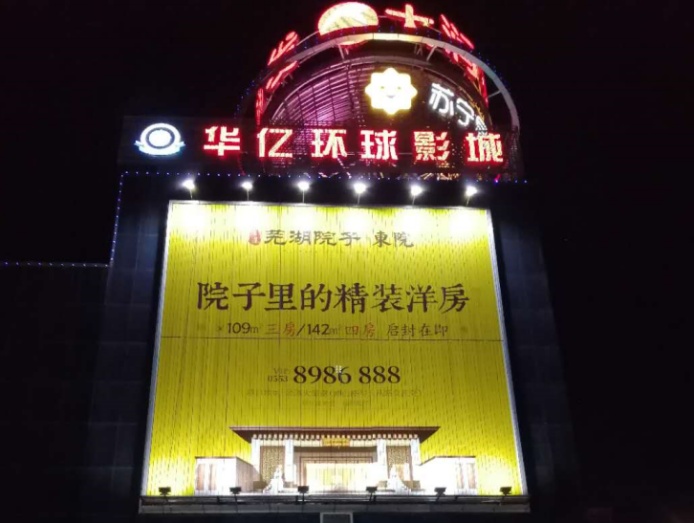 苏宁
华亿环球影城
芜湖院子 東院
院子里的精装洋房
109㎡ 三房/142㎡ 四房 启封在即
0553 8986 888